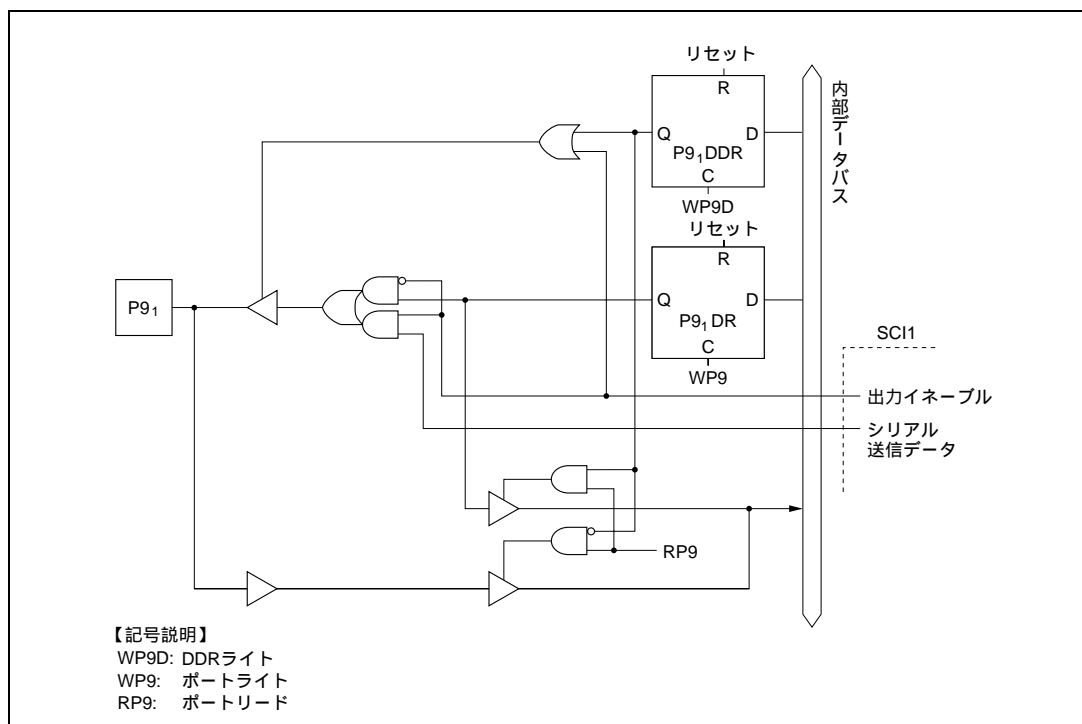 リセット
R
Q
D
P9₁DDR
C
WP9D
内部データバス
リセット
R
Q
D
P9₁DR
C
WP9
P9₁
SCI1
出力イネーブル
シリアル
送信データ
RP9
【記号説明】
WP9D: DDRライト
WP9: ポートライト
RP9: ポートリード